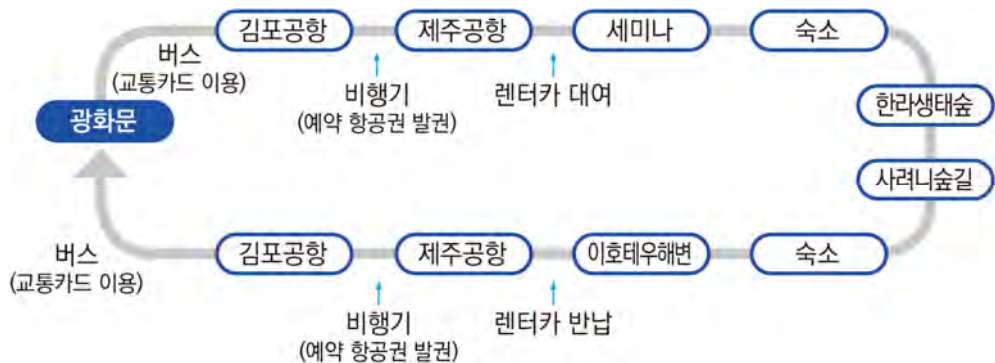 김포공항
제주공항
세미나
숙소
버스
(교통카드 이용)
비행기
(예약 항공권 발권)
렌터카 대여
광화문
한라생태숲
사려니숲길
김포공항
제주공항
이호테우해변
숙소
버스
(교통카드 이용)
비행기
(예약 항공권 발권)
렌터카 반납